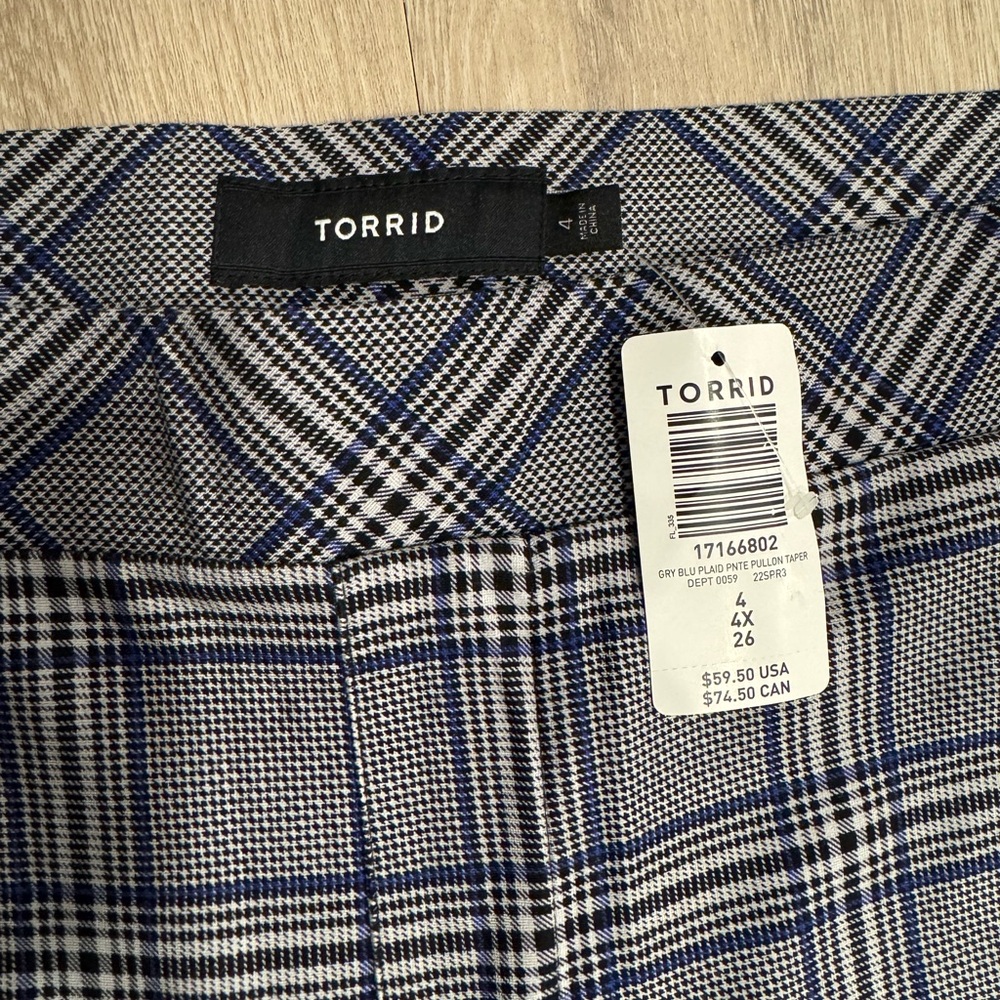 TORRID
4
MADE IN
CHINA
TORRID
FL_335
17166802
GRY BLU PLAID PNTE PULLON TAPER
DEPT 0059 22SPR3
4
4X
26
$59.50 USA
$74.50 CAN